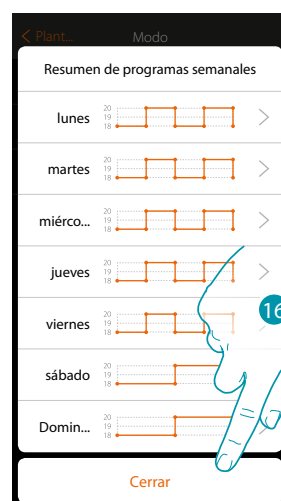 < Plant... Modo
Resumen de programas semanales
lunes
20
19
18
martes
20
19
18
miérco...
20
19
18
jueves
20
19
18
16
viernes
20
19
18
sábado
20
19
18
Domin...
20
19
18
Cerrar